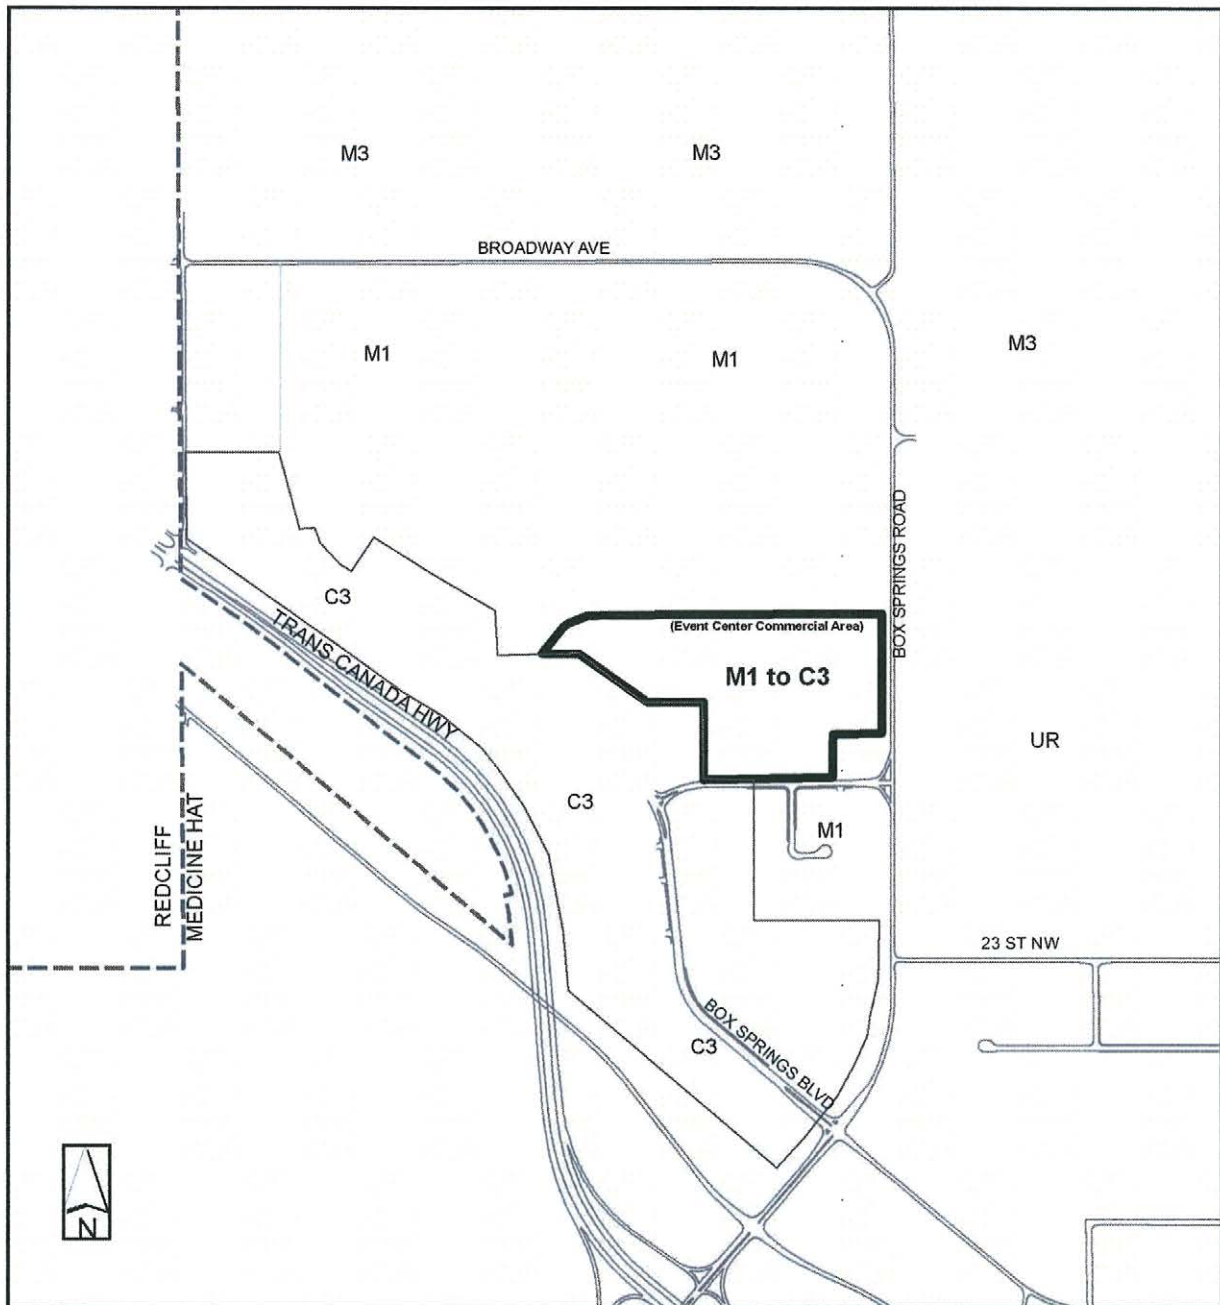 M3
M3
BROADWAY AVE
M1
M1
M3
BOX SPRINGS ROAD
C3
(Event Center Commercial Area)
TRANS CANADA HWY
M1 to C3
UR
C3
M1
REDCLIFF
MEDICINE HAT
23 ST NW
BOX SPRINGS BLVD
C3
N